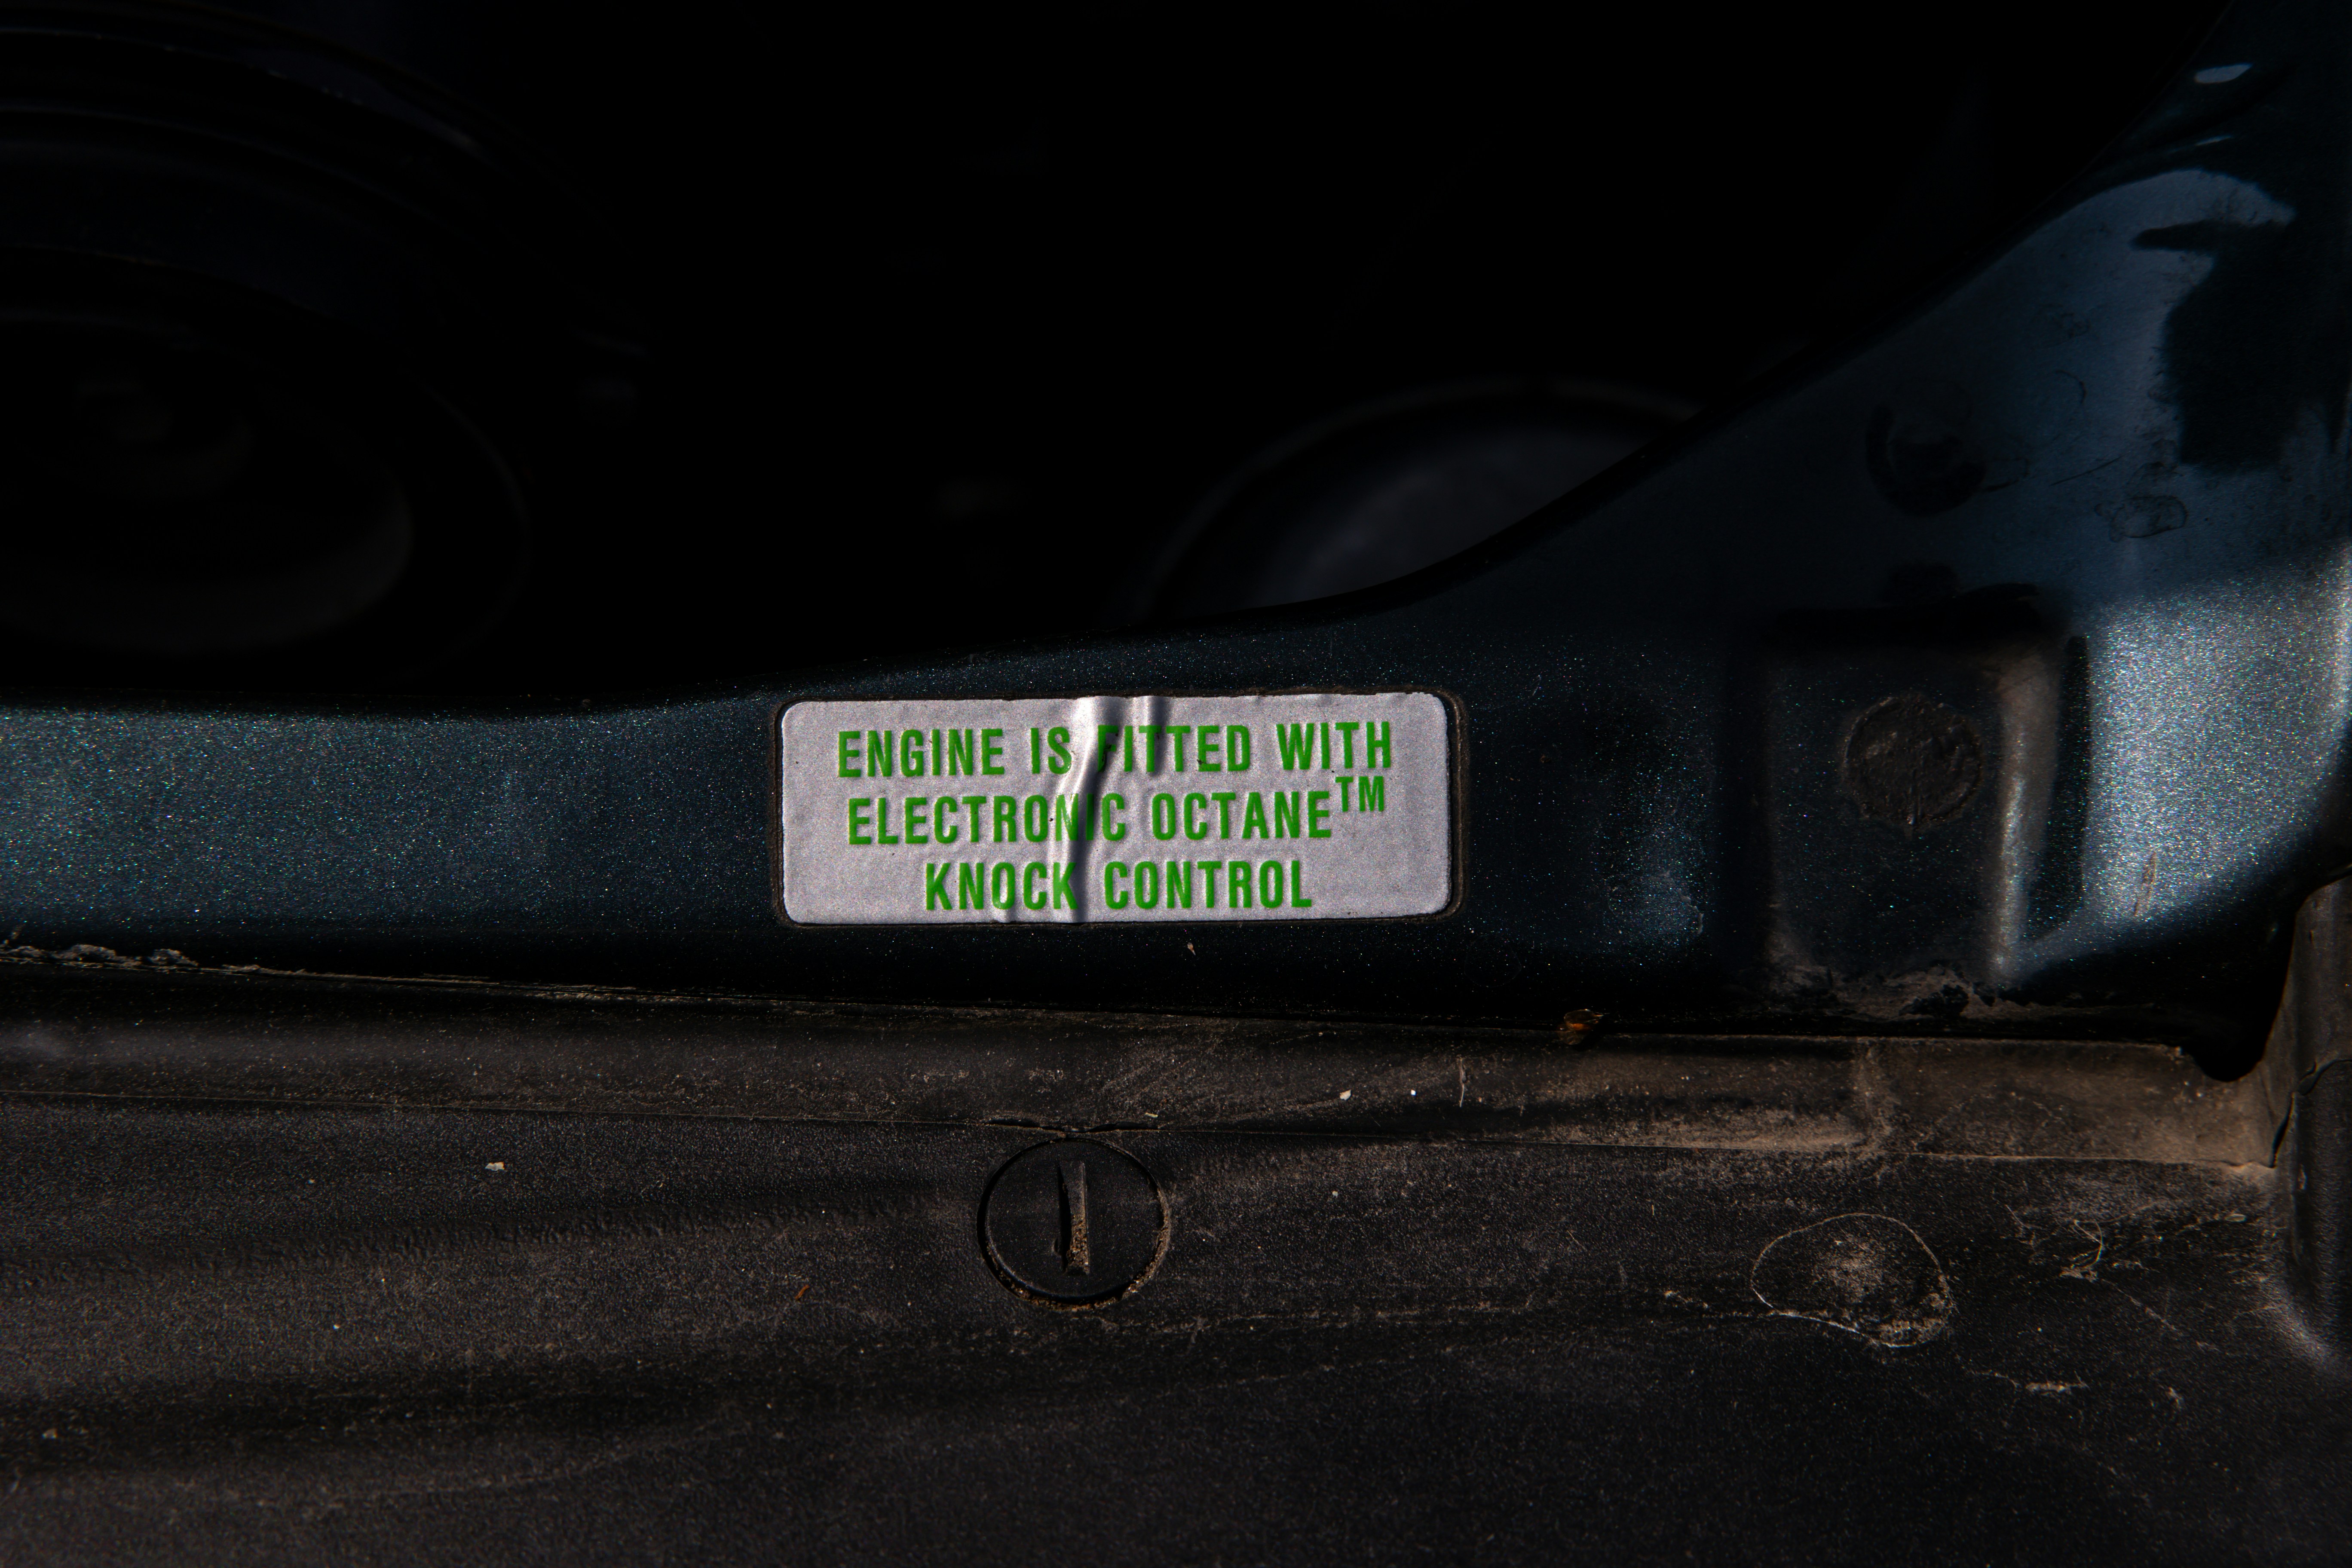 ENGINE IS FITTED WITH
ELECTRONIC OCTANE™
KNOCK CONTROL